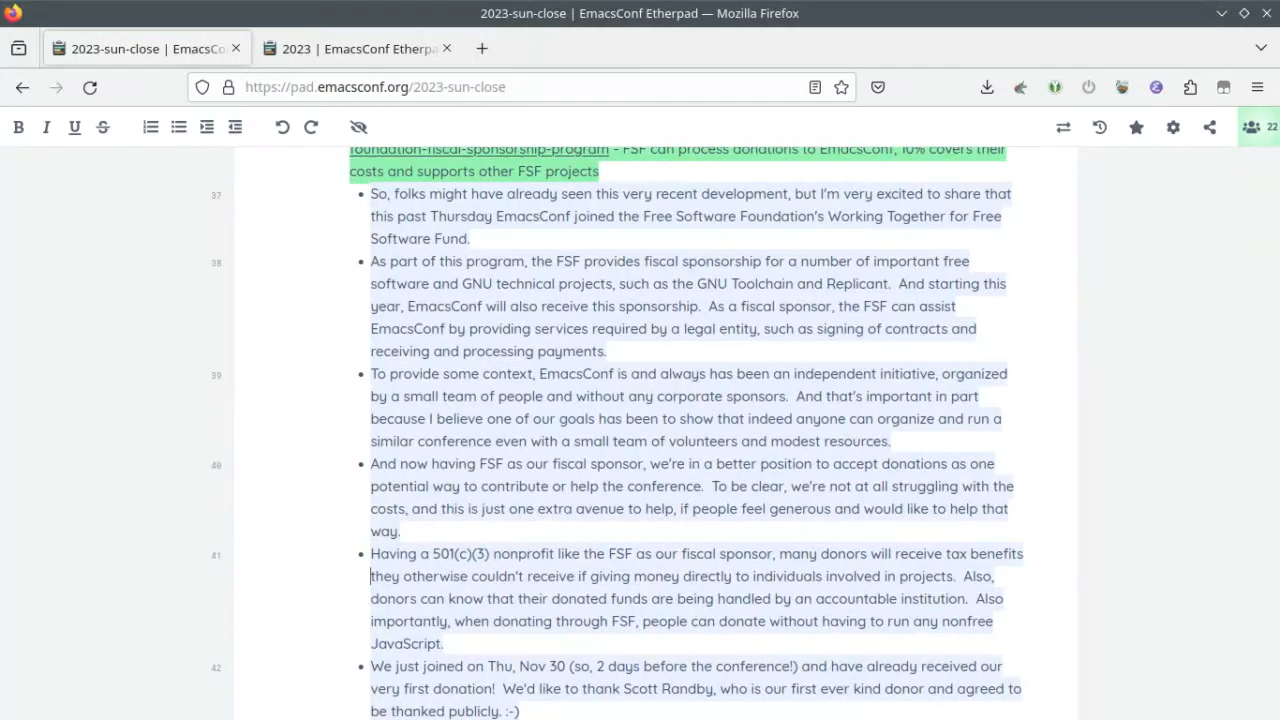 2023-sun-close | EmacsConf Etherpad — Mozilla Firefox
2023-sun-close | EmacsCo
2023 | EmacsConf Etherpa
https://pad.emacsconf.org/2023-sun-close
B I U S
22
foundation-fiscal-sponsorship-program - FSF can process donations to EmacsConf, 10% covers their
costs and supports other FSF projects
37 • So, folks might have already seen this very recent development, but I'm very excited to share that
this past Thursday EmacsConf joined the Free Software Foundation's Working Together for Free
Software Fund.
38 • As part of this program, the FSF provides fiscal sponsorship for a number of important free
software and GNU technical projects, such as the GNU Toolchain and Replicant.  And starting this
year, EmacsConf will also receive this sponsorship.  As a fiscal sponsor, the FSF can assist
EmacsConf by providing services required by a legal entity, such as signing of contracts and
receiving and processing payments.
39 • To provide some context, EmacsConf is and always has been an independent initiative, organized
by a small team of people and without any corporate sponsors.  And that's important in part
because I believe one of our goals has been to show that indeed anyone can organize and run a
similar conference even with a small team of volunteers and modest resources.
40 • And now having FSF as our fiscal sponsor, we're in a better position to accept donations as one
potential way to contribute or help the conference.  To be clear, we're not at all struggling with the
costs, and this is just one extra avenue to help, if people feel generous and would like to help that
way.
41 • Having a 501(c)(3) nonprofit like the FSF as our fiscal sponsor, many donors will receive tax benefits
they otherwise couldn't receive if giving money directly to individuals involved in projects.  Also,
donors can know that their donated funds are being handled by an accountable institution.  Also
importantly, when donating through FSF, people can donate without having to run any nonfree
JavaScript.
42 • We just joined on Thu, Nov 30 (so, 2 days before the conference!) and have already received our
very first donation!  We'd like to thank Scott Randby, who is our first ever kind donor and agreed to
be thanked publicly. :-)